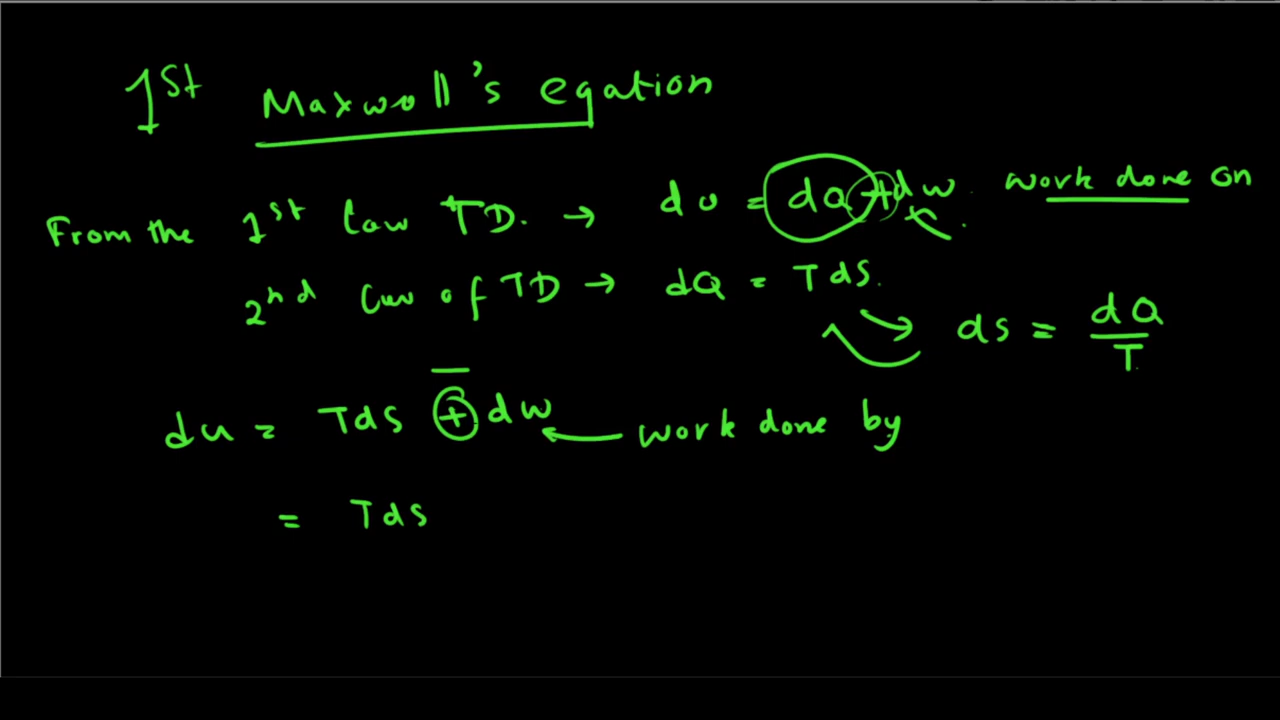 1st Maxwell's eqation
From the 1st Law TD. → du = dQ + dw. work done on
2nd Law of TD → dQ = Tds.
ds = dQ/T
du = Tds + dw ← work done by
= Tds